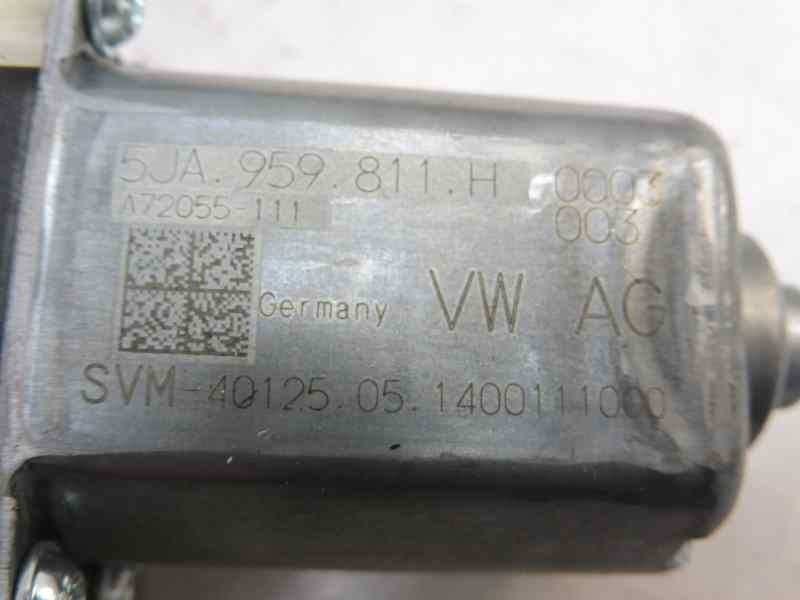 5JA.959.811.H 0003
A72055-111 003
Germany VW AG
SVM-40125.05.1400111000